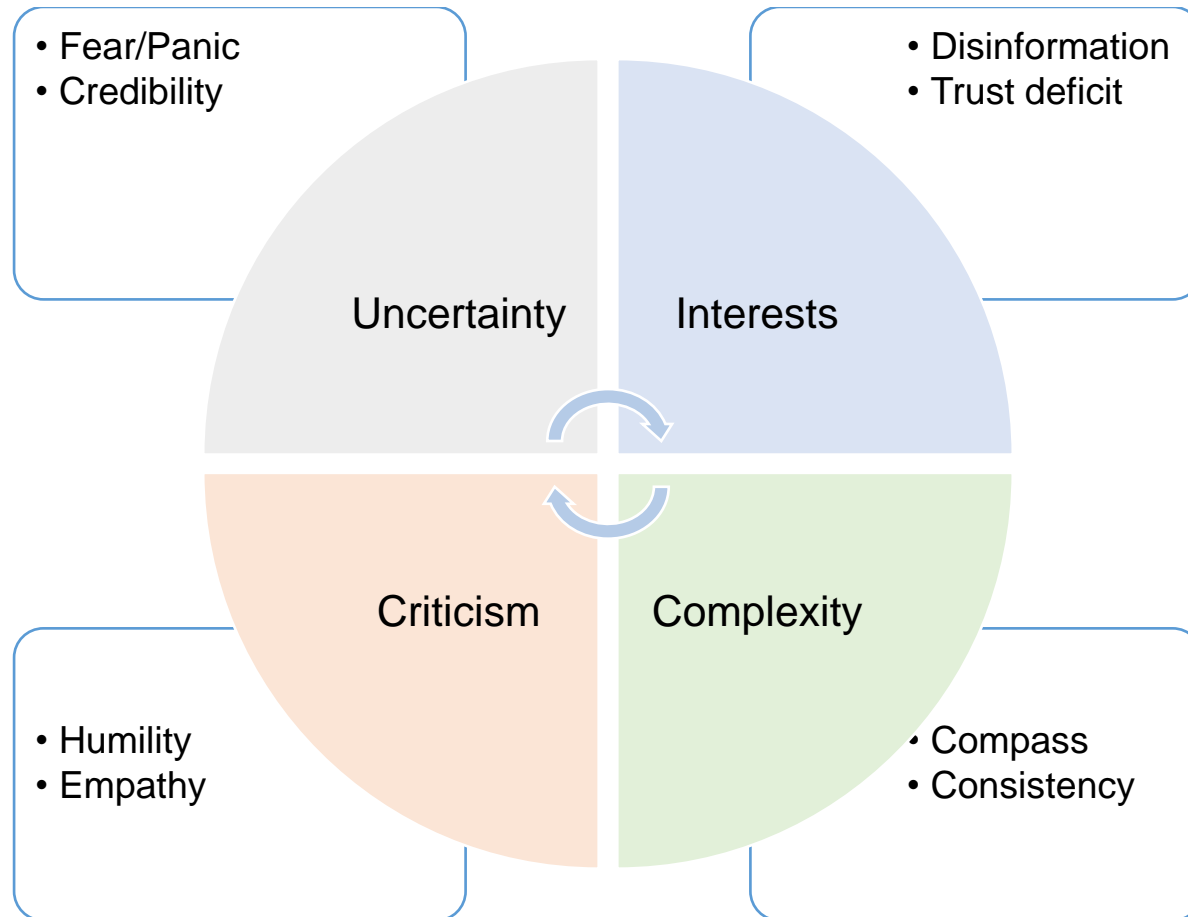 • Fear/Panic
• Credibility
• Disinformation
• Trust deficit
Uncertainty
Interests
Criticism
Complexity
• Humility
• Empathy
• Compass
• Consistency